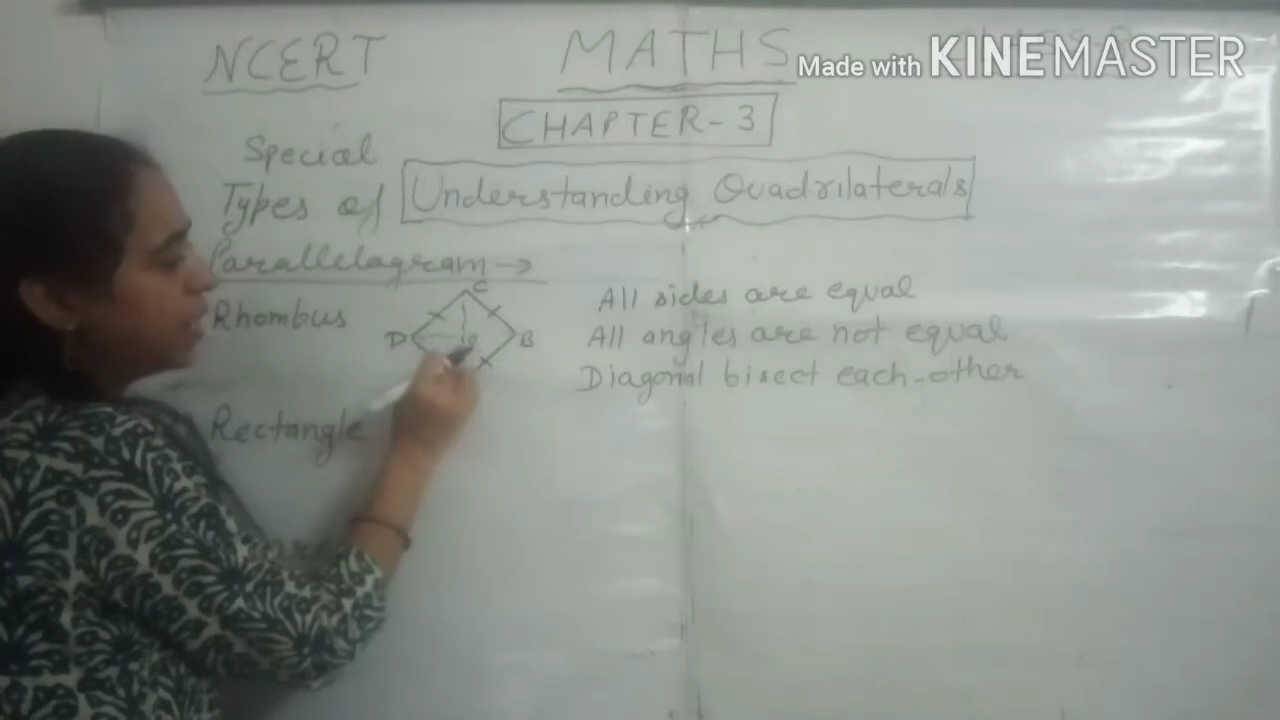 NCERT MATHS
Made with KINEMASTER
CHAPTER-3
Special
Types of Understanding Quadrilaterals
Parallelagram →
Rhombus
C
D
B
All sides are equal
All angles are not equal
Diagonal bisect each-other
Rectangle